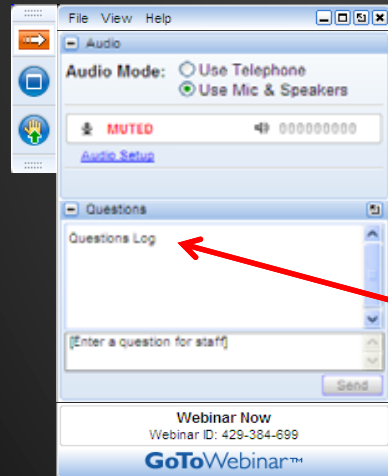 File View Help
Audio
Audio Mode: Use Telephone
Use Mic & Speakers
MUTED 000000000
Audio Setup
Questions
Questions Log
[Enter a question for staff]
Send
Webinar Now
Webinar ID: 429-384-699
GoToWebinar™